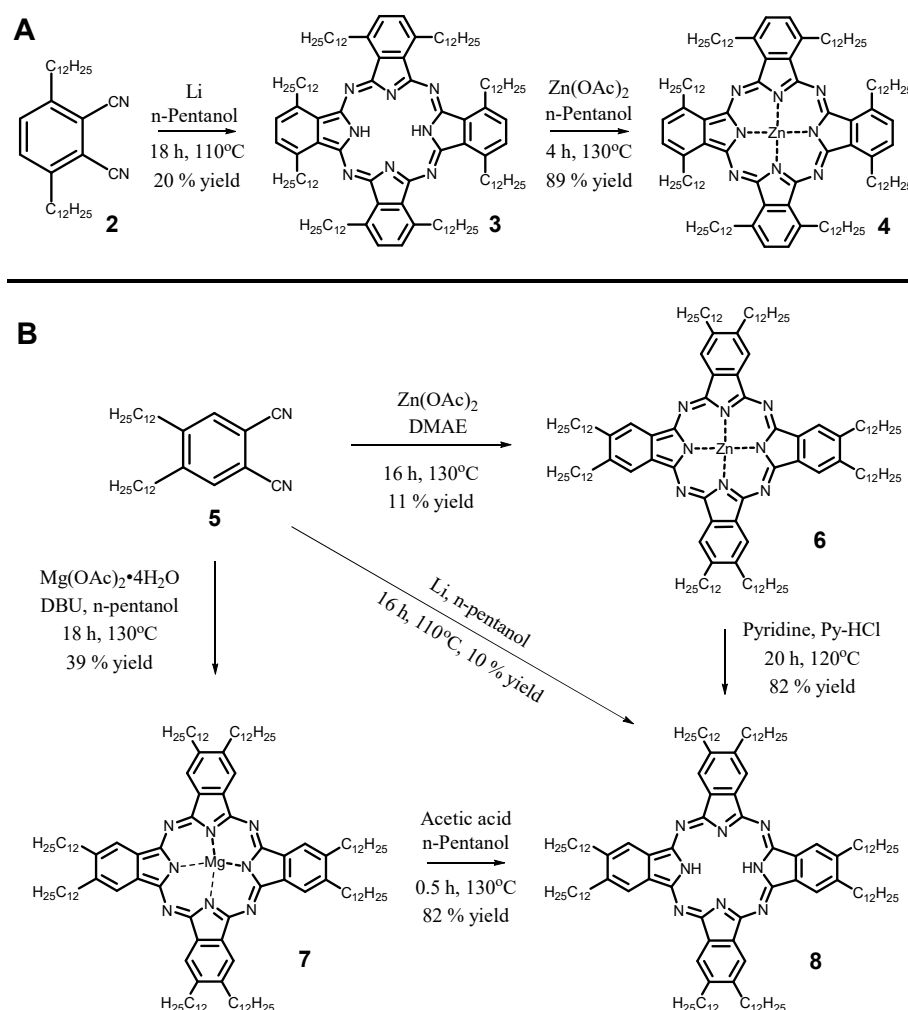 A
C12H25
CN
CN
C12H25
2
Li
n-Pentanol
18 h, 110°C
20 % yield
H25C12
C12H25
H25C12
C12H25
N
N
N
NH
HN
N
N
N
H25C12
C12H25
H25C12
C12H25
3
Zn(OAc)2
n-Pentanol
4 h, 130°C
89 % yield
H25C12
C12H25
H25C12
C12H25
N
N
N
N
Zn
N
N
N
N
H25C12
C12H25
H25C12
C12H25
4
B
H25C12
CN
H25C12
CN
5
Zn(OAc)2
DMAE
16 h, 130°C
11 % yield
H25C12
C12H25
N
N
N
H25C12
C12H25
N
Zn
N
H25C12
C12H25
N
N
N
H25C12
C12H25
6
Mg(OAc)2•4H2O
DBU, n-pentanol
18 h, 130°C
39 % yield
Li, n-pentanol
16 h, 110°C, 10 % yield
Pyridine, Py-HCl
20 h, 120°C
82 % yield
H25C12
C12H25
N
N
N
H25C12
C12H25
N
Mg
N
H25C12
C12H25
N
N
N
H25C12
C12H25
7
Acetic acid
n-Pentanol
0.5 h, 130°C
82 % yield
H25C12
C12H25
N
N
N
H25C12
C12H25
NH
HN
H25C12
C12H25
N
N
N
H25C12
C12H25
8